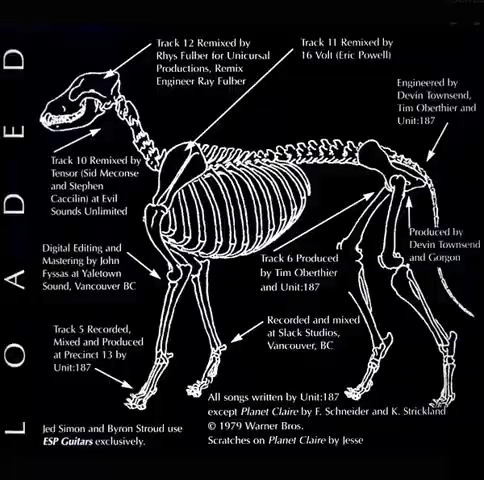 LOADED
Track 12 Remixed by
Rhys Fulber for Unicursal
Productions, Remix
Engineer Ray Fulber
Track 11 Remixed by
16 Volt (Eric Powell)
Engineered by
Devin Townsend,
Tim Oberthier and
Unit:187
Track 10 Remixed by
Tensor (Sid Meconse
and Stephen
Caccilin) at Evil
Sounds Unlimited
Produced by
Devin Townsend
and Gorgon
Digital Editing and
Mastering by John
Fyssas at Yaletown
Sound, Vancouver BC
Track 6 Produced
by Tim Oberthier
and Unit:187
Track 5 Recorded,
Mixed and Produced
at Precinct 13 by
Unit:187
Recorded and mixed
at Slack Studios,
Vancouver, BC
All songs written by Unit:187
except Planet Claire by F. Schneider and K. Strickland
© 1979 Warner Bros.
Scratches on Planet Claire by Jesse
Jed Simon and Byron Stroud use
ESP Guitars exclusively.